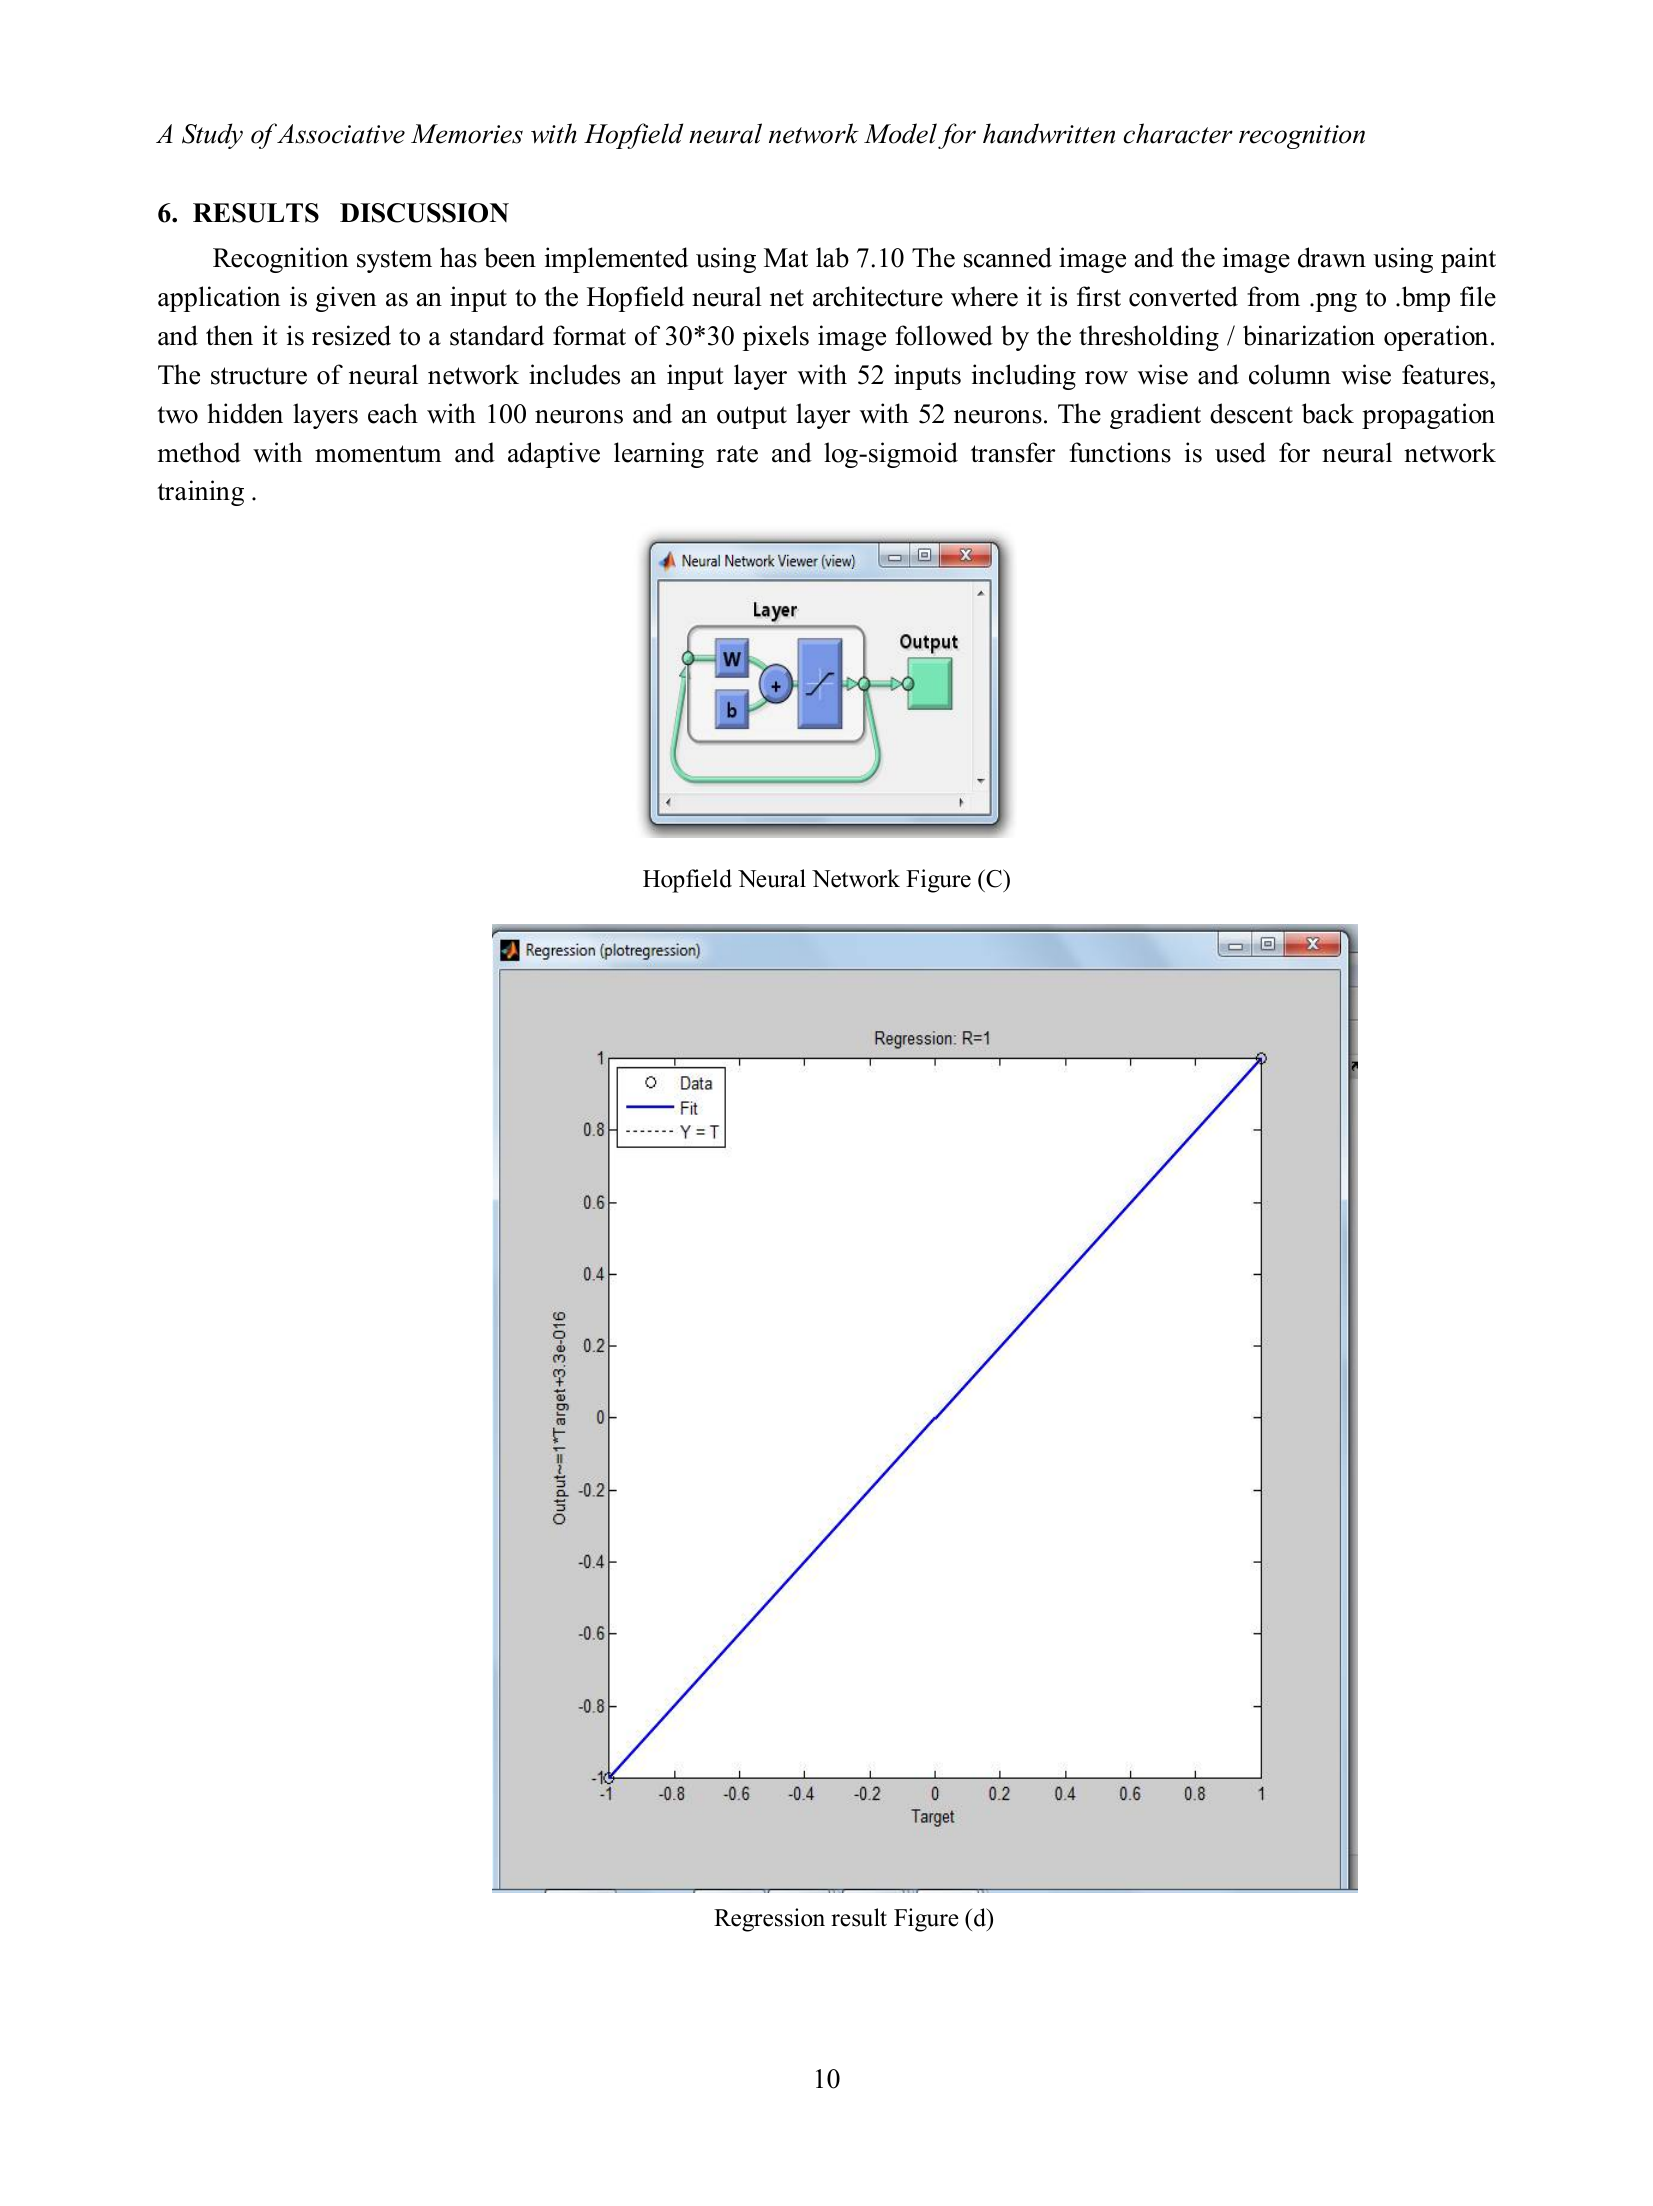 A Study of Associative Memories with Hopfield neural network Model for handwritten character recognition
6. RESULTS DISCUSSION
Recognition system has been implemented using Mat lab 7.10 The scanned image and the image drawn using paint
application is given as an input to the Hopfield neural net architecture where it is first converted from .png to .bmp file
and then it is resized to a standard format of 30*30 pixels image followed by the thresholding / binarization operation.
The structure of neural network includes an input layer with 52 inputs including row wise and column wise features,
two hidden layers each with 100 neurons and an output layer with 52 neurons. The gradient descent back propagation
method with momentum and adaptive learning rate and log-sigmoid transfer functions is used for neural network
training .
Neural Network Viewer (view)
Layer
Output
W
+
b
Hopfield Neural Network Figure (C)
Regression (plotregression)
Regression: R=1
Data
Fit
Y = T
1
0.8
0.6
0.4
0.2
0
-0.2
-0.4
-0.6
-0.8
-1
Output~=1*Target+3.3e-016
-1 -0.8 -0.6 -0.4 -0.2 0 0.2 0.4 0.6 0.8 1
Target
Regression result Figure (d)
10